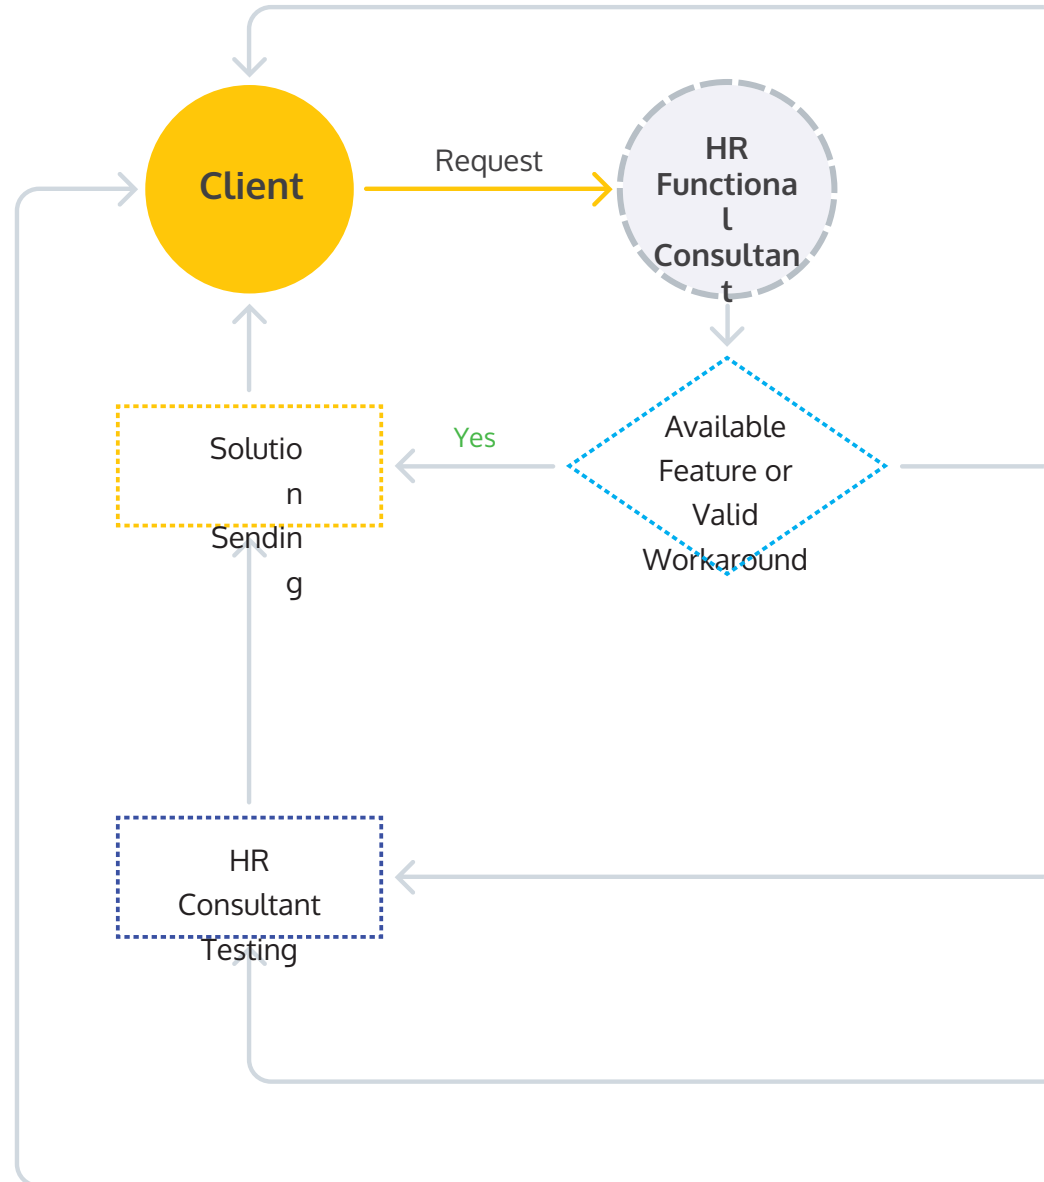 Client
Request
HR
Functiona
l
Consultan
t
Solutio
n
Sendin
g
Yes
Available
Feature or
Valid
Workaround
HR
Consultant
Testing